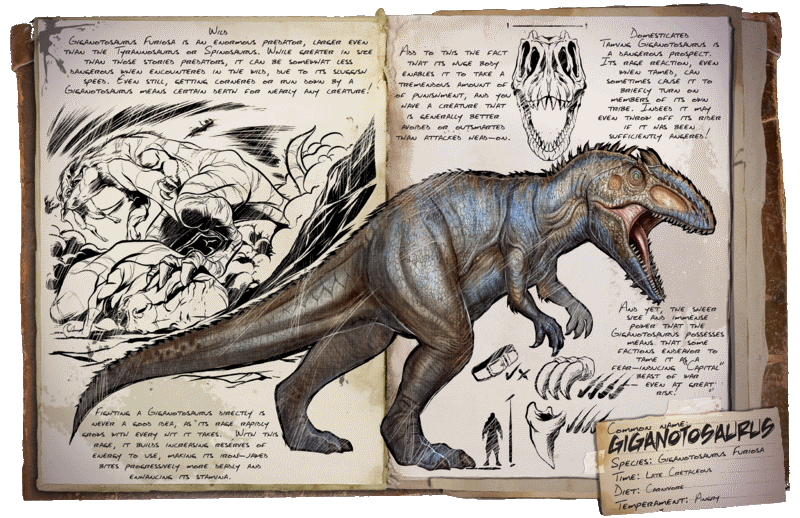 Wild
Giganotosaurus Furiosa is an enormous predator, larger even
than the Tyrannosaurus or Spinosaurus. While greater in size
than those storied predators, it can be somewhat less
dangerous when encountered in the wild, due to its sluggish
speed. Even still, getting cornered or run down by a
Giganotosaurus means certain death for nearly any creature!
Fighting a Giganotosaurus directly is
never a good idea, as its rage rapidly
grows with every hit it takes. With this
rage, it builds increasing reserves of
energy to use, making its iron-jawed
bites progressively more deadly and
enhancing its stamina.
Add to this the fact
that its huge body
enables it to take a
tremendous amount of
of punishment, and you
have a creature that
is generally better
avoided or outsmarted
than attacked head-on.
Domesticated
Taming Giganotosaurus is
a dangerous prospect.
Its rage reaction, even
when tamed, can
sometimes cause it to
briefly turn on
members of its own
tribe. Indeed it may
even throw off its rider
if it has been
sufficiently angered!
And yet, the sheer
size and immense
power that the
Giganotosaurus possesses
means that some
factions endeavor to
tame it as a
fear-inducing "Capital"
beast of war
— even at great
risk.
Common name:
Giganotosaurus
Species: Giganotosaurus Furiosa
Time: Late Cretaceous
Diet: Carnivore
Temperament: Angry